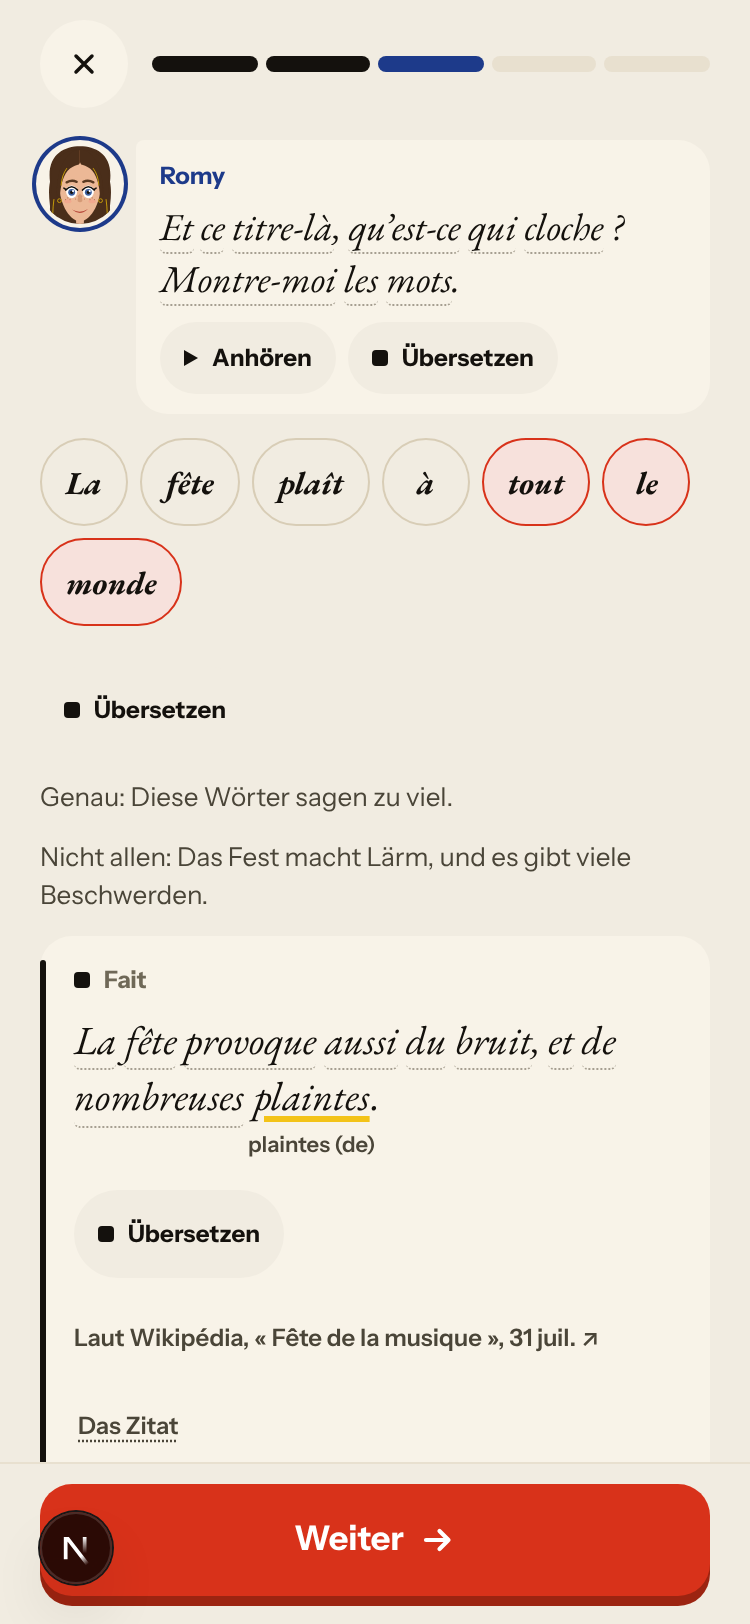 Romy
Et ce titre-là, qu’est-ce qui cloche ?
Montre-moi les mots.
Anhören Übersetzen
La fête plaît à tout le
monde
Übersetzen
Genau: Diese Wörter sagen zu viel.
Nicht allen: Das Fest macht Lärm, und es gibt viele
Beschwerden.
Fait
La fête provoque aussi du bruit, et de
nombreuses plaintes.
plaintes (de)
Übersetzen
Laut Wikipédia, « Fête de la musique », 31 juil. ↗
Das Zitat
Weiter →
N